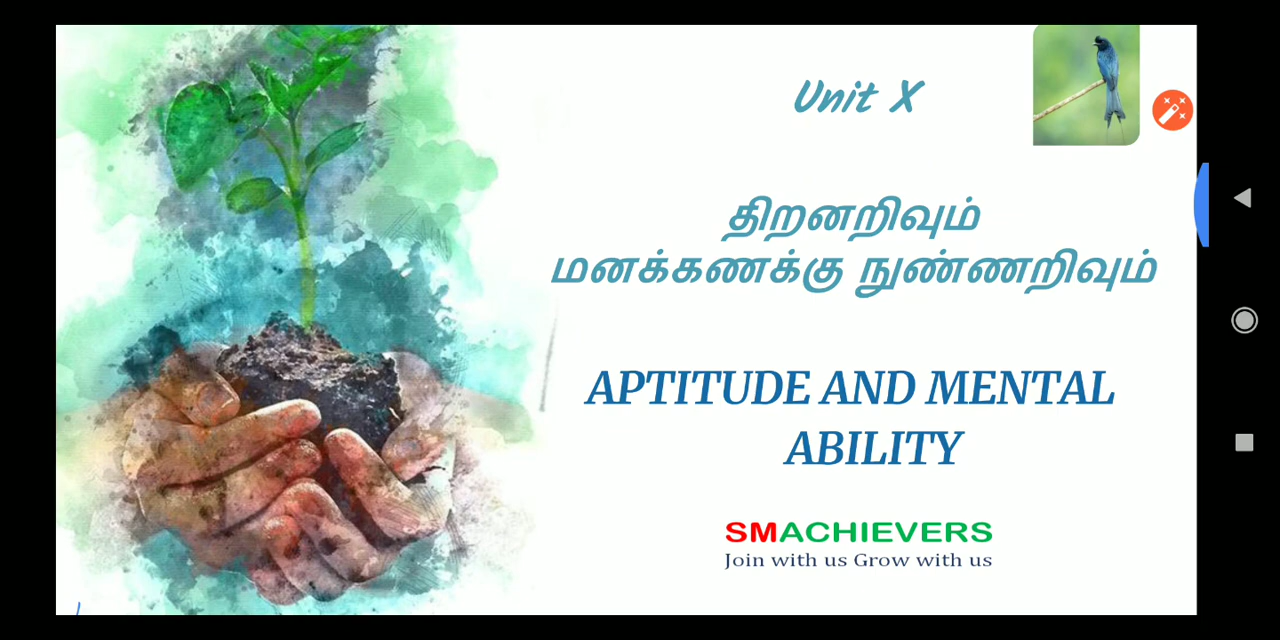 Unit X
திறனறிவும்
மனக்கணக்கு நுண்ணறிவும்
APTITUDE AND MENTAL
ABILITY
SMACHIEVERS
Join with us Grow with us